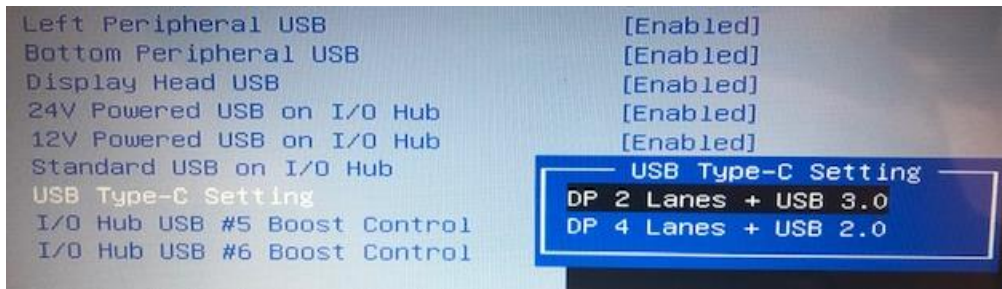 Left Peripheral USB [Enabled]
Bottom Peripheral USB [Enabled]
Display Head USB [Enabled]
24V Powered USB on I/O Hub [Enabled]
12V Powered USB on I/O Hub [Enabled]
Standard USB on I/O Hub
USB Type-C Setting
I/O Hub USB #5 Boost Control
I/O Hub USB #6 Boost Control
USB Type-C Setting
DP 2 Lanes + USB 3.0
DP 4 Lanes + USB 2.0